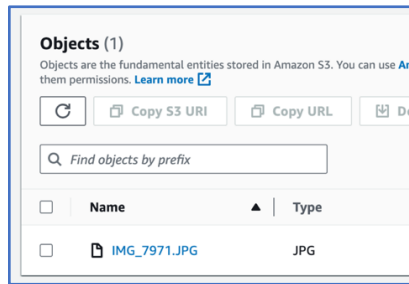 Objects (1)
Objects are the fundamental entities stored in Amazon S3. You can use
them permissions. Learn more
Copy S3 URI
Copy URL
Find objects by prefix
Name
Type
IMG_7971.JPG
JPG